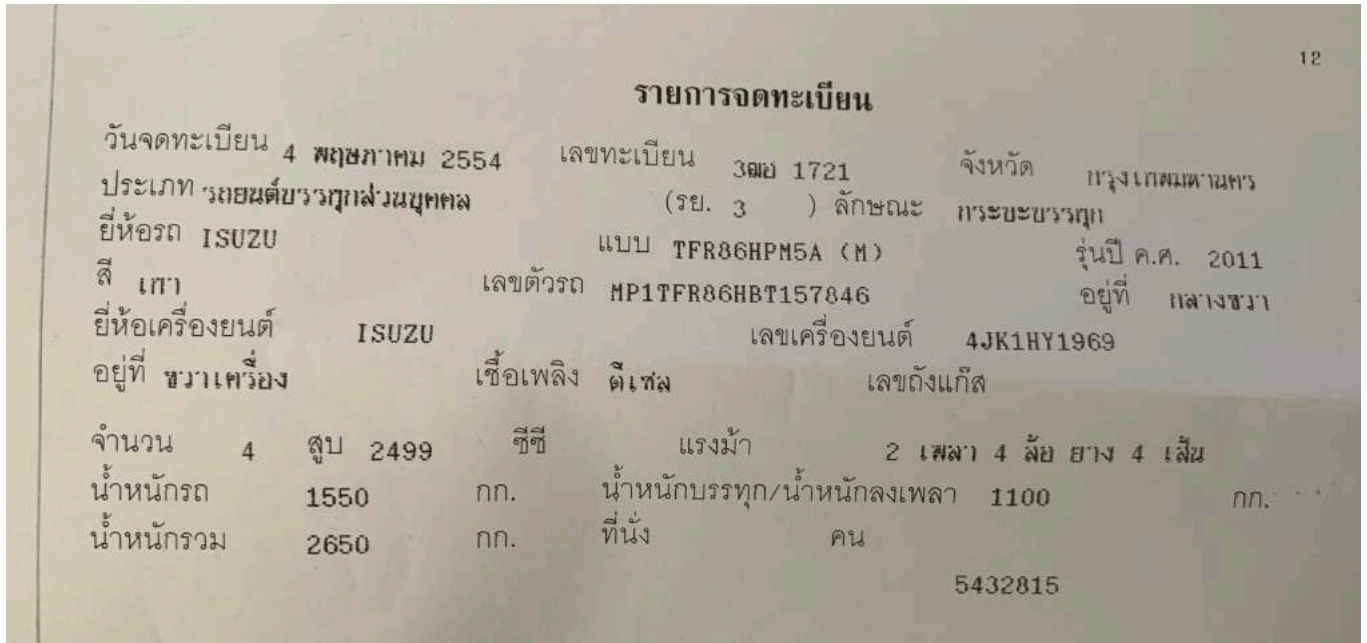 12
รายการจดทะเบียน
วันจดทะเบียน 4 พฤษภาคม 2554 เลขทะเบียน 3ฒฮ 1721 จังหวัด กรุงเทพมหานคร
ประเภท รถยนต์บรรทุกส่วนบุคคล (รย. 3 ) ลักษณะ กระบะบรรทุก
ยี่ห้อรถ ISUZU แบบ TFR86HPM5A (M) รุ่นปี ค.ศ. 2011
สี เทา เลขตัวรถ MP1TFR86HBT157846 อยู่ที่ กลางขวา
ยี่ห้อเครื่องยนต์ ISUZU เลขเครื่องยนต์ 4JK1HY1969
อยู่ที่ ขวาเครื่อง เชื้อเพลิง ดีเซล เลขถังแก๊ส
จำนวน 4 สูบ 2499 ซีซี แรงม้า 2 เพลา 4 ล้อ ยาง 4 เส้น
น้ำหนักรถ 1550 กก. น้ำหนักบรรทุก/น้ำหนักลงเพลา 1100 กก.
น้ำหนักรวม 2650 กก. ที่นั่ง คน
5432815